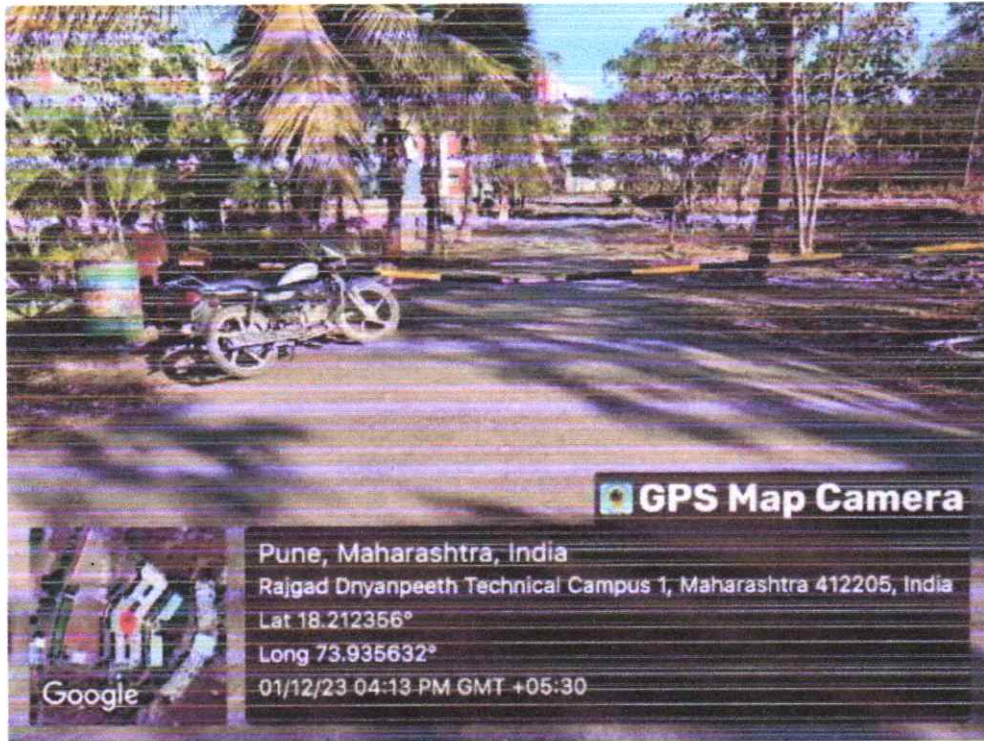 GPS Map Camera
Pune, Maharashtra, India
Rajgad Dnyanpeeth Technical Campus 1, Maharashtra 412205, India
Lat 18.212356°
Long 73.935632°
01/12/23 04:13 PM GMT +05:30
Google